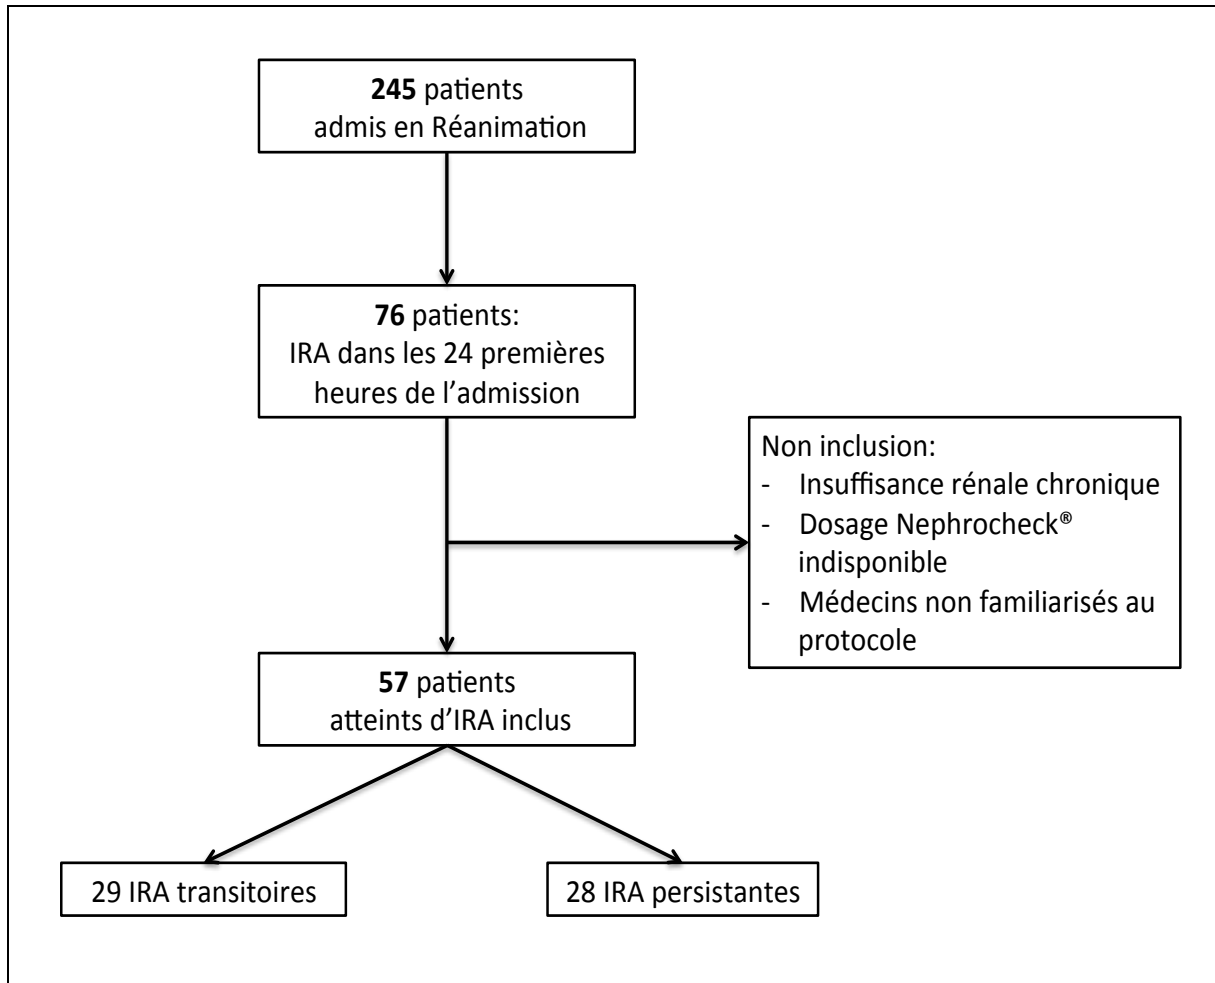 245 patients
admis en Réanimation
76 patients:
IRA dans les 24 premières
heures de l’admission
Non inclusion:
- Insuffisance rénale chronique
- Dosage Nephrocheck®
indisponible
- Médecins non familiarisés au
protocole
57 patients
atteints d’IRA inclus
29 IRA transitoires
28 IRA persistantes